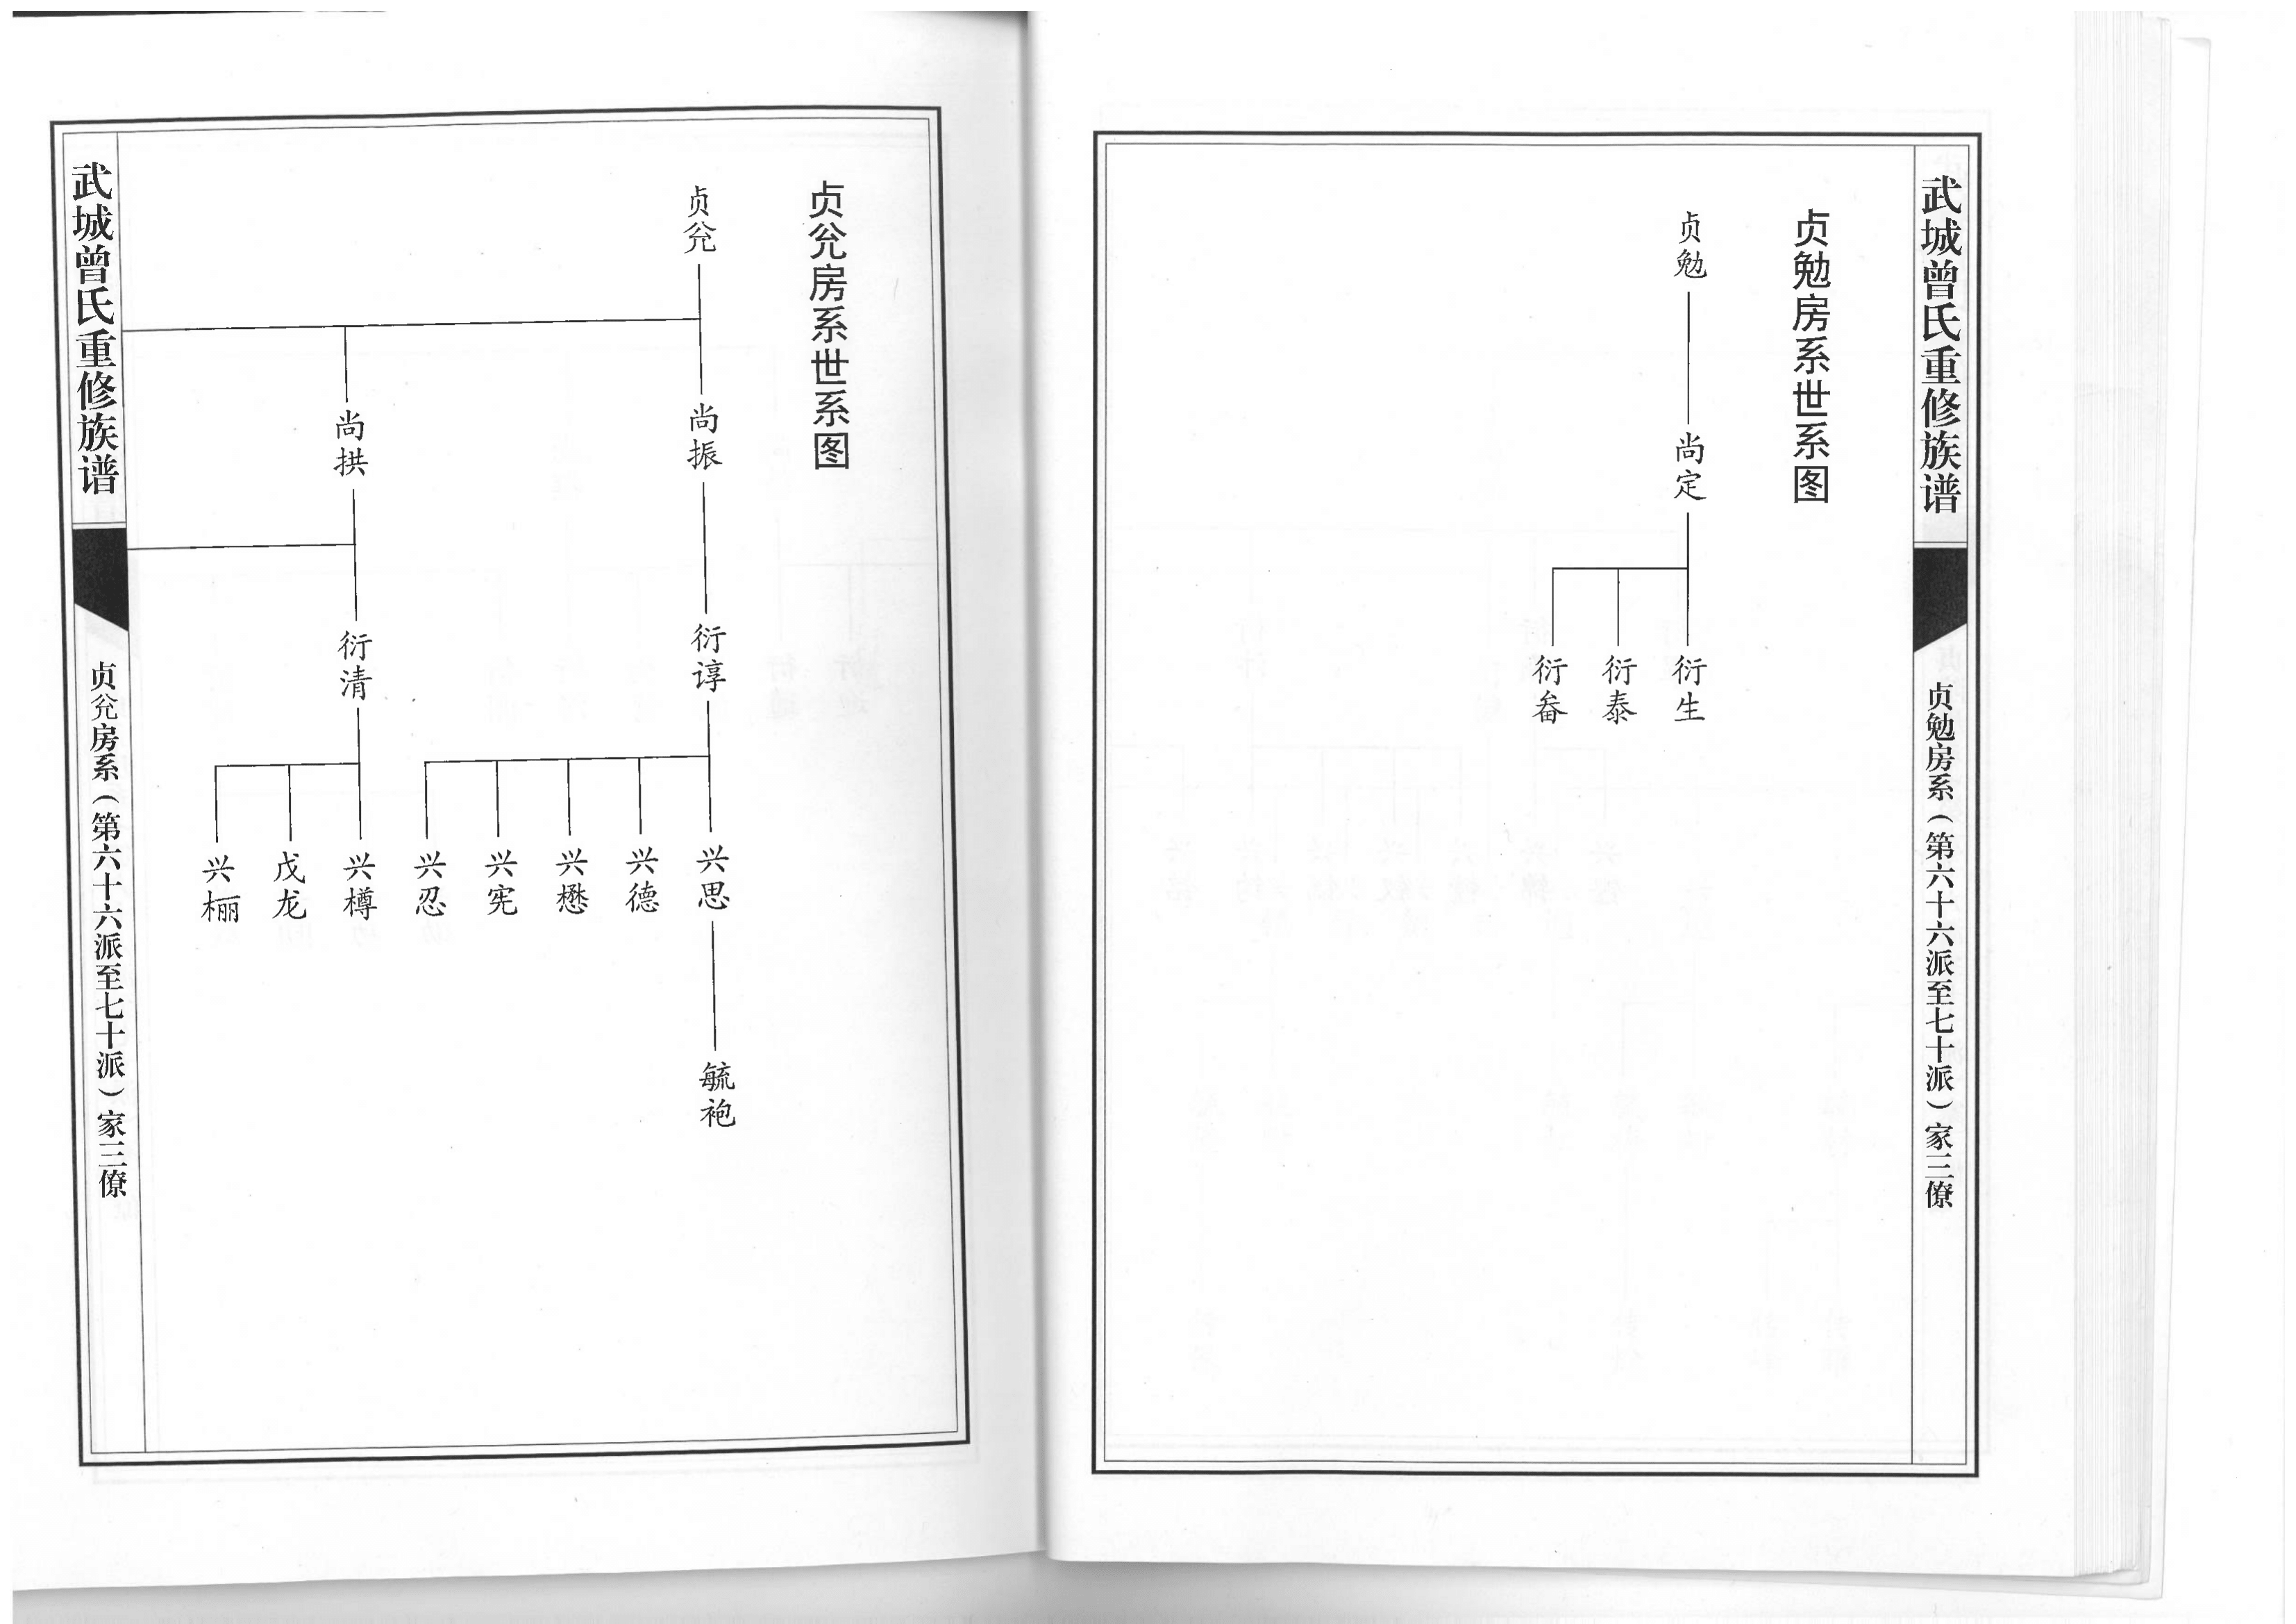 武城曾氏重修族谱
贞勉房系(第六十六派至七十派)家三僚
贞勉房系世系图
贞勉
尚定
衍生
衍泰
衍畚
贞兊房系世系图
贞兊
尚振
尚拱
衍谆
衍清
兴思
兴德
兴懋
兴宪
兴忍
兴樽
戊龙
兴栭
毓袍
武城曾氏重修族谱
贞兊房系(第六十六派至七十派)家三僚